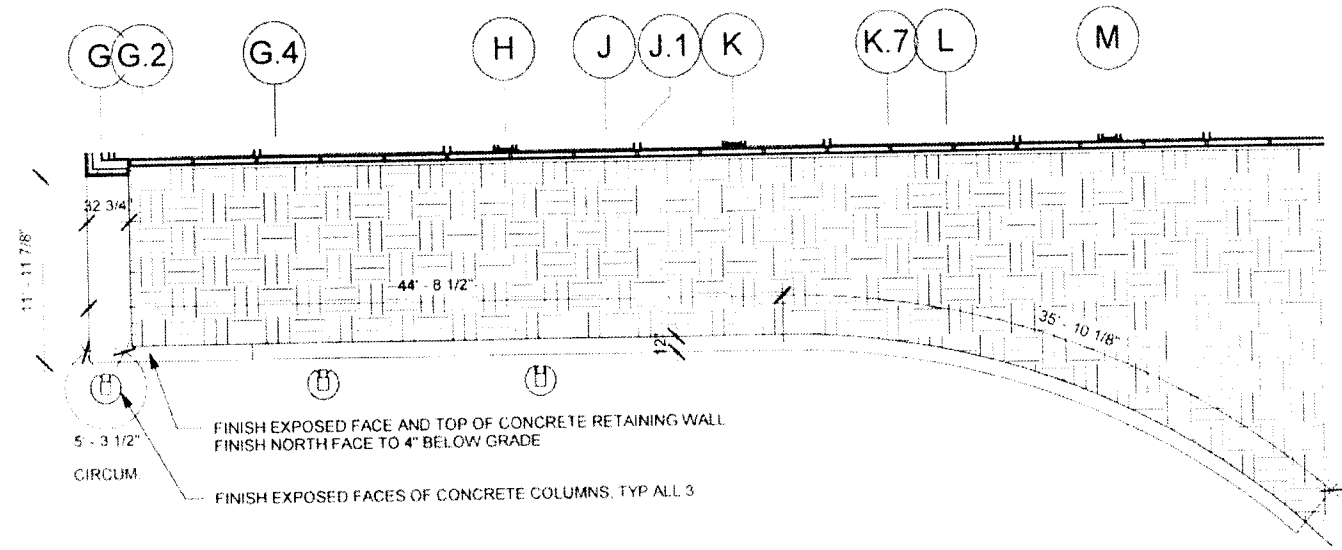 G G.2 G.4 H J J.1 K K.7 L M
32 3/4"
11' - 11 7/8"
44' - 8 1/2"
12"
35' - 10 1/8"
FINISH EXPOSED FACE AND TOP OF CONCRETE RETAINING WALL
FINISH NORTH FACE TO 4" BELOW GRADE
5' - 3 1/2"
CIRCUM.
FINISH EXPOSED FACES OF CONCRETE COLUMNS, TYP ALL 3